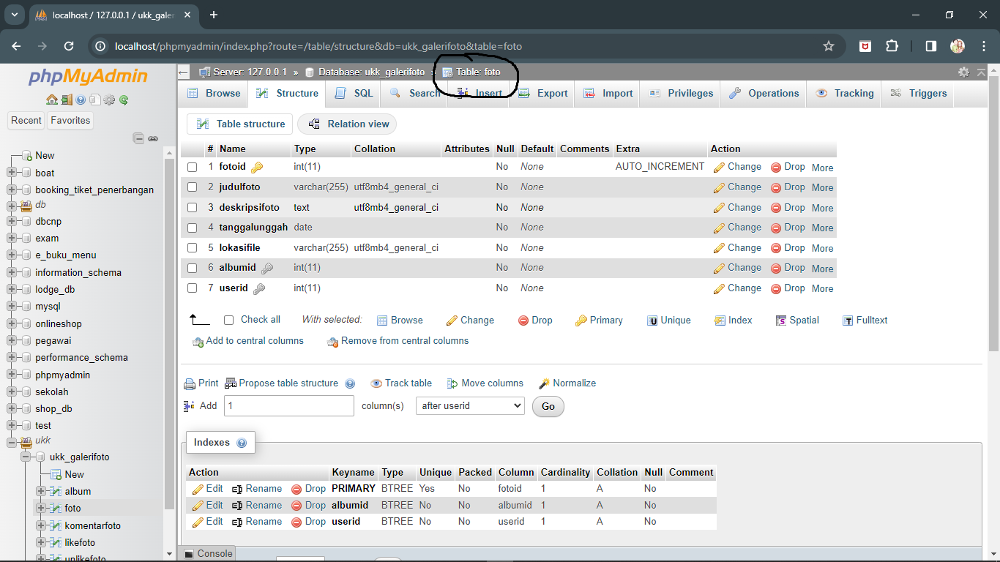 localhost / 127.0.0.1 / ukk_galer
localhost/phpmyadmin/index.php?route=/table/structure&db=ukk_galerifoto&table=foto
phpMyAdmin
Recent Favorites
New
boat
booking_tiket_penerbangan
db
dbcnp
exam
e_buku_menu
information_schema
lodge_db
mysql
onlineshop
pegawai
performance_schema
phpmyadmin
sekolah
shop_db
test
ukk
ukk_galerifoto
New
album
foto
komentarfoto
likefoto
unlikefoto
Server: 127.0.0.1 » Database: ukk_galerifoto » Table: foto
Browse Structure SQL Search Insert Export Import Privileges Operations Tracking Triggers
Table structure Relation view
# Name Type Collation Attributes Null Default Comments Extra Action
1 fotoid int(11) No None AUTO_INCREMENT Change Drop More
2 judulfoto varchar(255) utf8mb4_general_ci No None Change Drop More
3 deskripsifoto text utf8mb4_general_ci No None Change Drop More
4 tanggalunggah date No None Change Drop More
5 lokasifile varchar(255) utf8mb4_general_ci No None Change Drop More
6 albumid int(11) No None Change Drop More
7 userid int(11) No None Change Drop More
Check all With selected: Browse Change Drop Primary Unique Index Spatial Fulltext
Add to central columns Remove from central columns
Print Propose table structure Track table Move columns Normalize
Add 1 column(s) after userid Go
Indexes
Action Keyname Type Unique Packed Column Cardinality Collation Null Comment
Edit Rename Drop PRIMARY BTREE Yes No fotoid 1 A No
Edit Rename Drop albumid BTREE No No albumid 1 A No
Edit Rename Drop userid BTREE No No userid 1 A No
Console